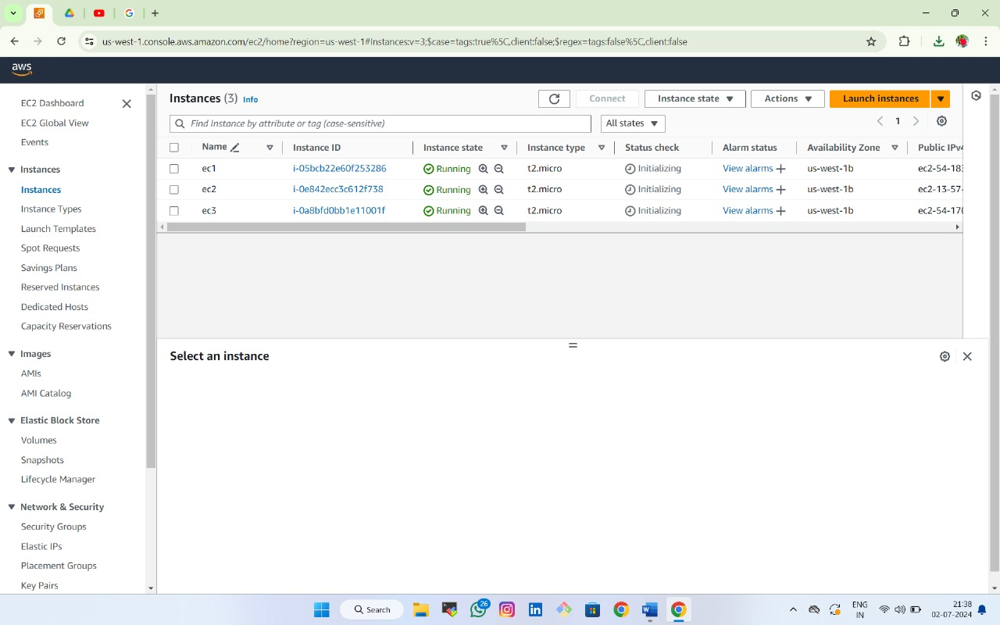 us-west-1.console.aws.amazon.com/ec2/home?region=us-west-1#Instances:v=3;$case=tags:true%5C,client:false;$regex=tags:false%5C,client:false
aws
EC2 Dashboard
EC2 Global View
Events
Instances
Instances
Instance Types
Launch Templates
Spot Requests
Savings Plans
Reserved Instances
Dedicated Hosts
Capacity Reservations
Images
AMIs
AMI Catalog
Elastic Block Store
Volumes
Snapshots
Lifecycle Manager
Network & Security
Security Groups
Elastic IPs
Placement Groups
Key Pairs
Instances (3) Info
Connect
Instance state
Actions
Launch instances
Find Instance by attribute or tag (case-sensitive)
All states
1
Name Instance ID Instance state Instance type Status check Alarm status Availability Zone Public IPv4
ec1 i-05bcb22e60f253286 Running t2.micro Initializing View alarms us-west-1b ec2-54-183
ec2 i-0e842ecc3c612f738 Running t2.micro Initializing View alarms us-west-1b ec2-13-57-
ec3 i-0a8bfd0bb1e11001f Running t2.micro Initializing View alarms us-west-1b ec2-54-176
Select an instance
Search
26
ENG
IN
21:38
02-07-2024